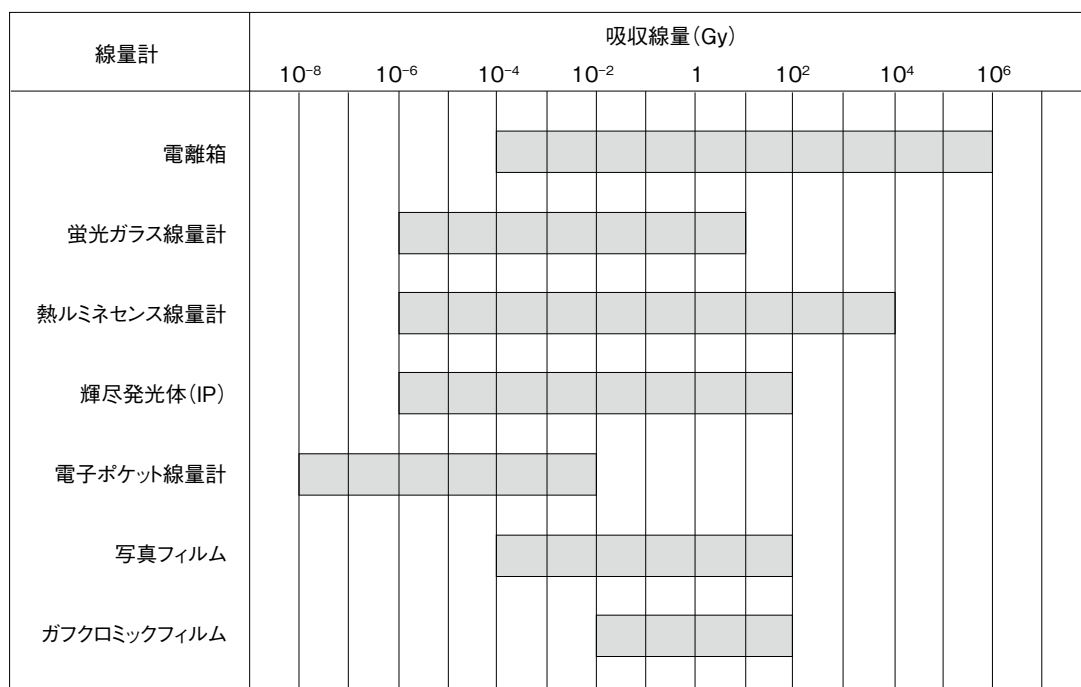 線量計
吸収線量(Gy)
10⁻⁸ 10⁻⁶ 10⁻⁴ 10⁻² 1 10² 10⁴ 10⁶
電離箱
蛍光ガラス線量計
熱ルミネセンス線量計
輝尽発光体(IP)
電子ポケット線量計
写真フィルム
ガフクロミックフィルム